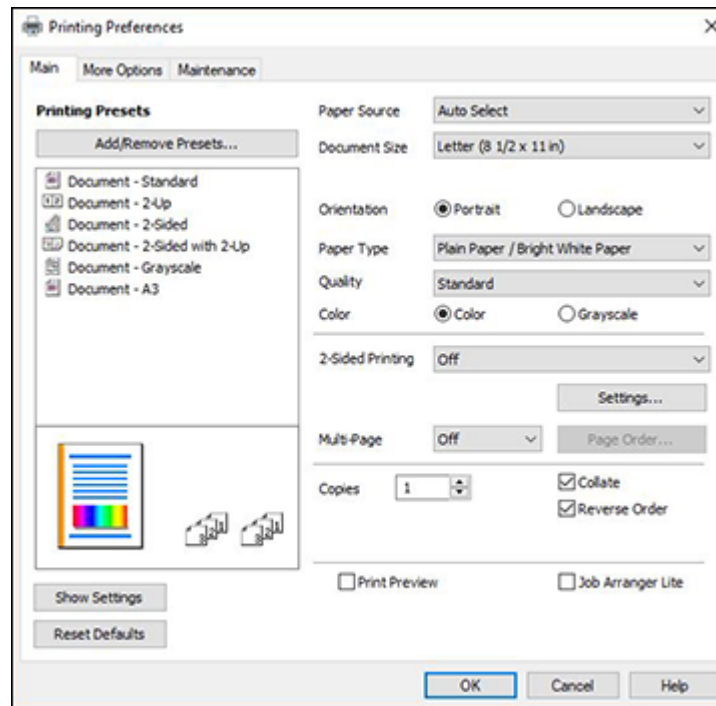 Printing Preferences
Main
More Options
Maintenance
Printing Presets
Add/Remove Presets...
Document - Standard
Document - 2-Up
Document - 2-Sided
Document - 2-Sided with 2-Up
Document - Grayscale
Document - A3
Show Settings
Reset Defaults
Paper Source Auto Select
Document Size Letter (8 1/2 x 11 in)
Orientation Portrait Landscape
Paper Type Plain Paper / Bright White Paper
Quality Standard
Color Color Grayscale
2-Sided Printing Off
Settings...
Multi-Page Off Page Order...
Copies 1 Collate
Reverse Order
Print Preview Job Arranger Lite
OK Cancel Help